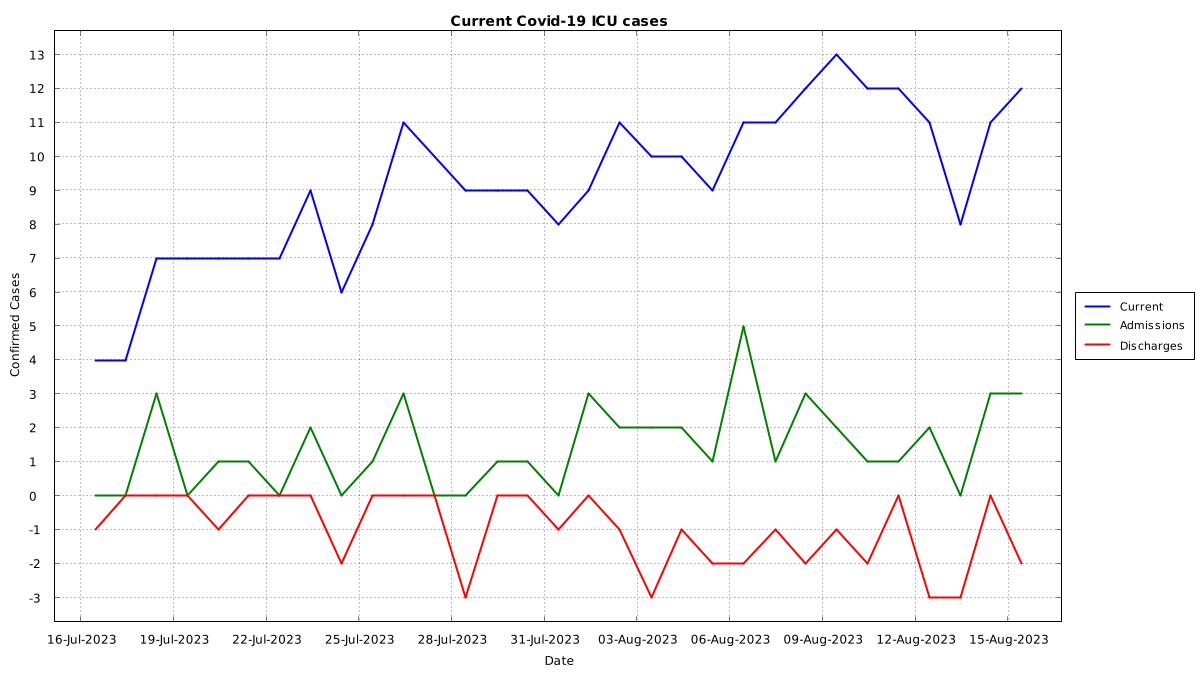 Current Covid-19 ICU cases
Confirmed Cases
13
12
11
10
9
8
7
6
5
4
3
2
1
0
-1
-2
-3
16-Jul-2023 19-Jul-2023 22-Jul-2023 25-Jul-2023 28-Jul-2023 31-Jul-2023 03-Aug-2023 06-Aug-2023 09-Aug-2023 12-Aug-2023 15-Aug-2023
Date
Current
Admissions
Discharges